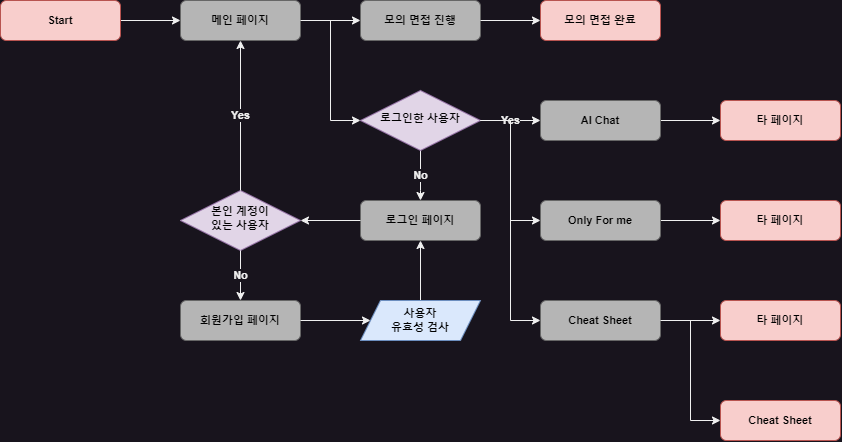 Start
메인 페이지
모의 면접 진행
모의 면접 완료
Yes
로그인한 사용자
Yes
AI Chat
타 페이지
No
본인 계정이
있는 사용자
로그인 페이지
Only For me
타 페이지
No
회원가입 페이지
사용자
유효성 검사
Cheat Sheet
타 페이지
Cheat Sheet